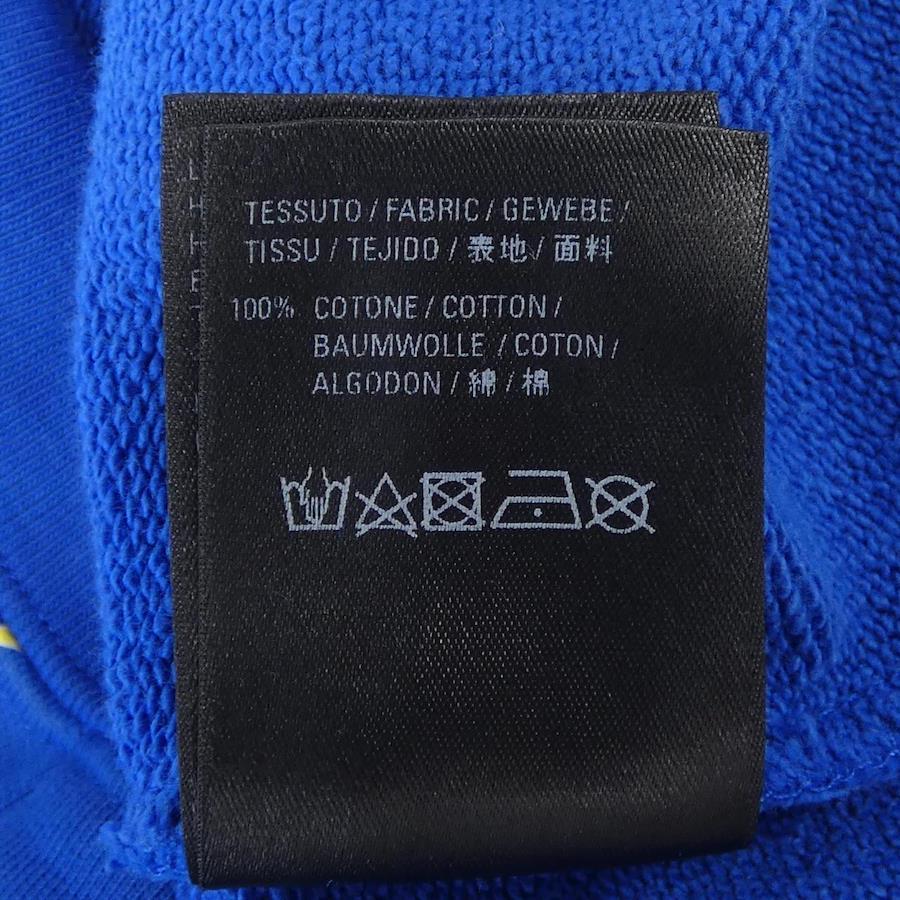 TESSUTO / FABRIC / GEWEBE /
TISSU / TEJIDO / 表地 / 面料
100% COTONE / COTTON /
BAUMWOLLE / COTON /
ALGODON / 綿 / 棉